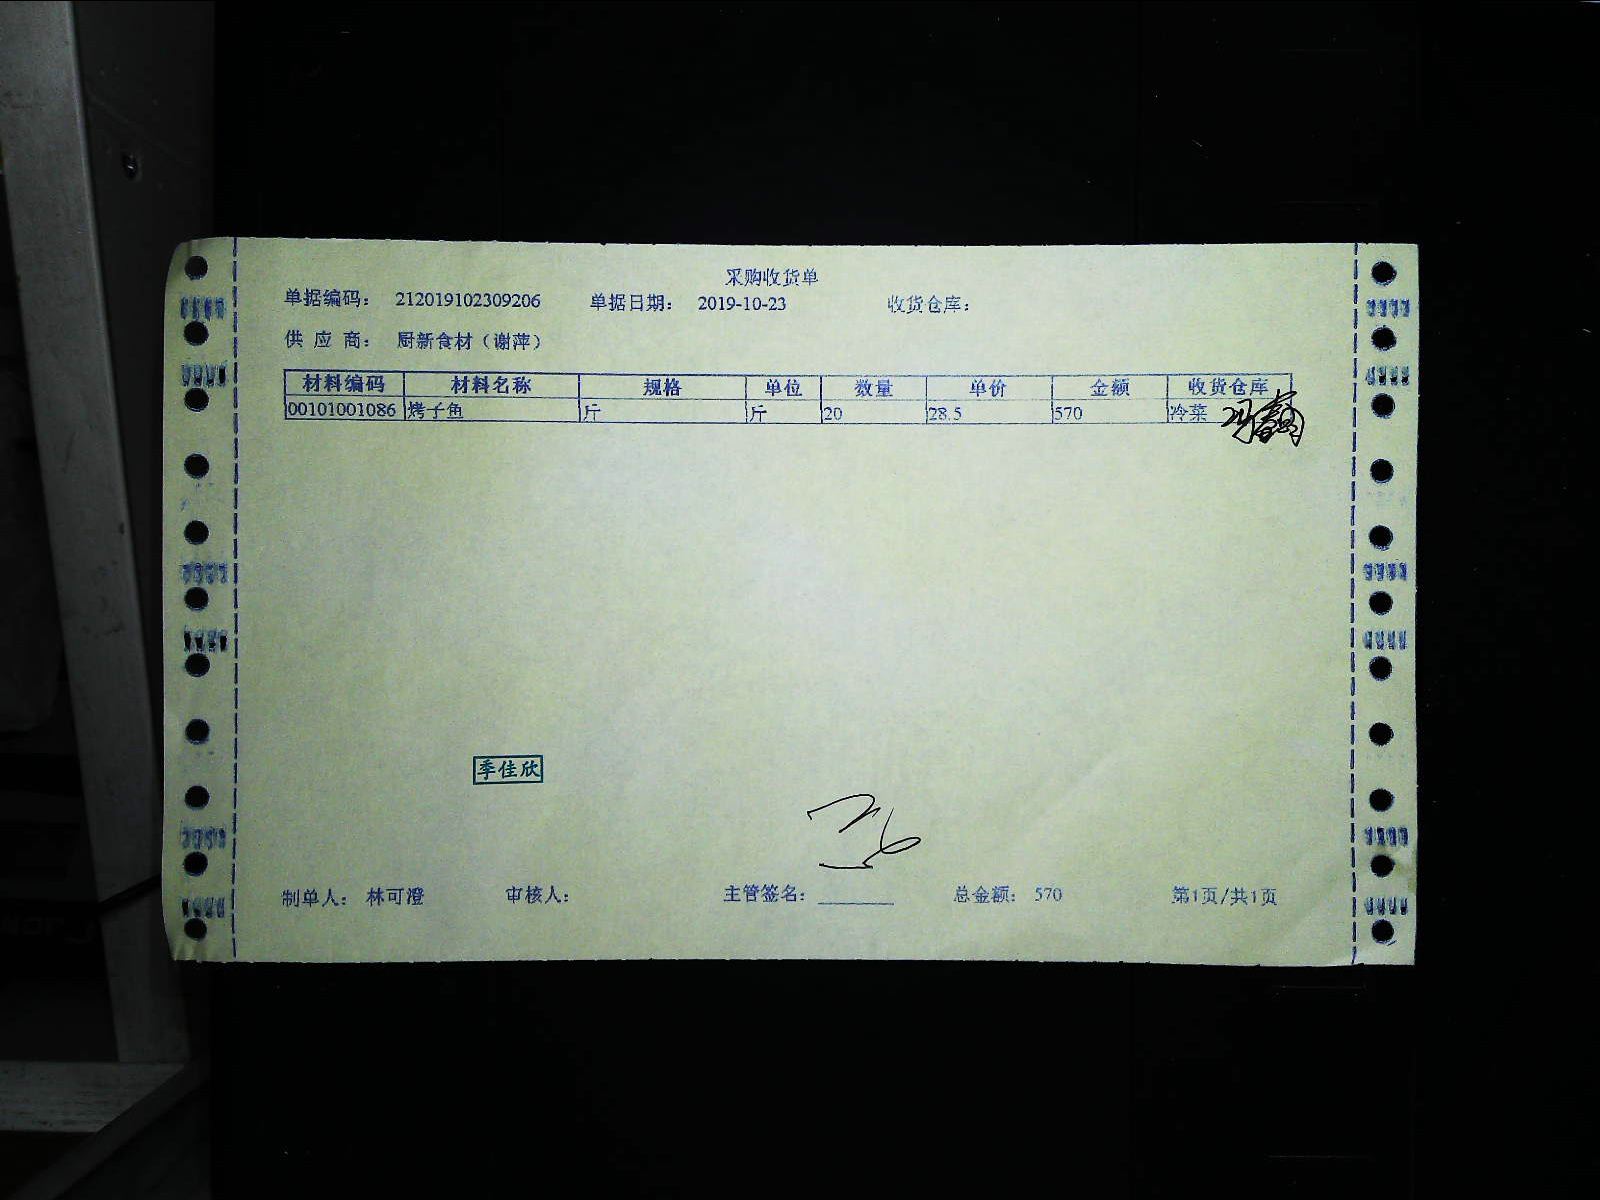 采购收货单
单据编码： 212019102309206 单据日期： 2019-10-23 收货仓库：
供 应 商： 厨新食材（谢萍）
材料编码 材料名称 规格 单位 数量 单价 金额 收货仓库
00101001086 烤子鱼 斤 斤 20 28.5 570 冷菜
季佳欣
制单人： 林可澄 审核人： 主管签名： 总金额： 570 第1页/共1页